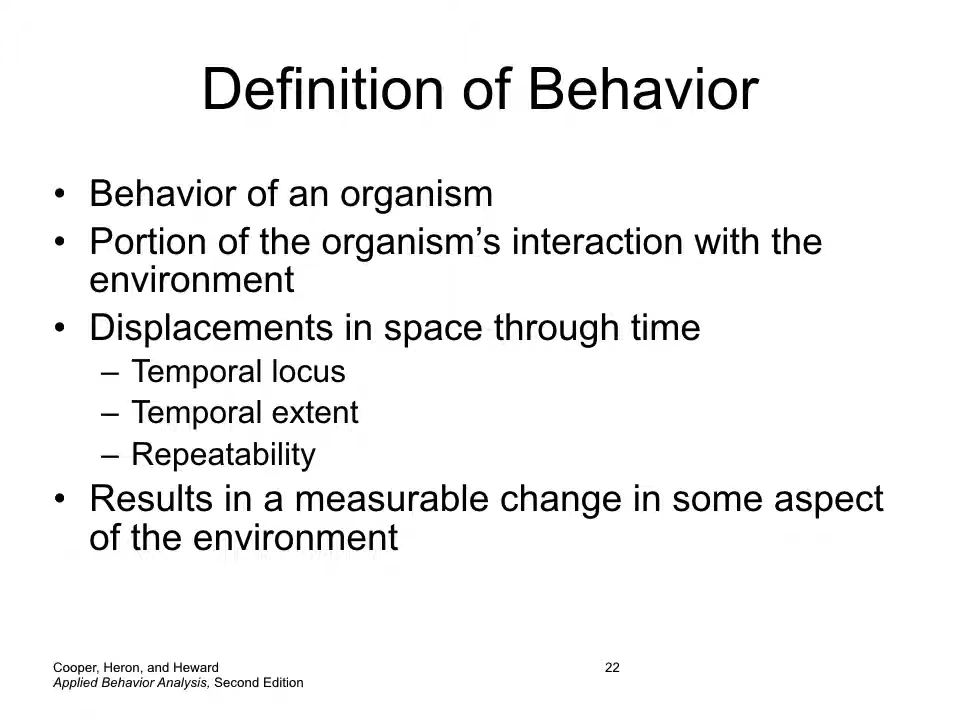 Definition of Behavior
• Behavior of an organism
• Portion of the organism’s interaction with the
environment
• Displacements in space through time
– Temporal locus
– Temporal extent
– Repeatability
• Results in a measurable change in some aspect
of the environment
Cooper, Heron, and Heward
Applied Behavior Analysis, Second Edition
22